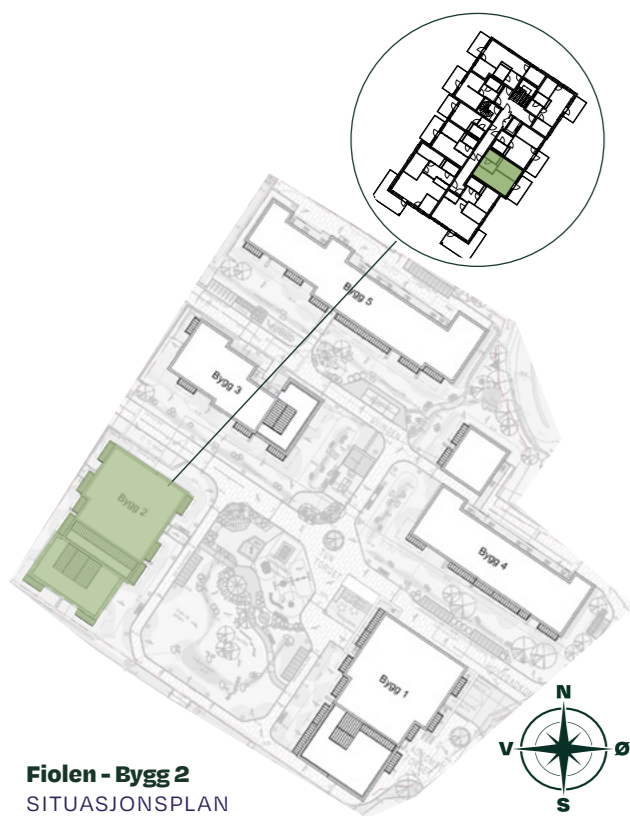 Bygg 5
Bygg 3
Bygg 2
Bygg 4
Bygg 1
N
V
Ø
S
Fiolen - Bygg 2
SITUASJONSPLAN